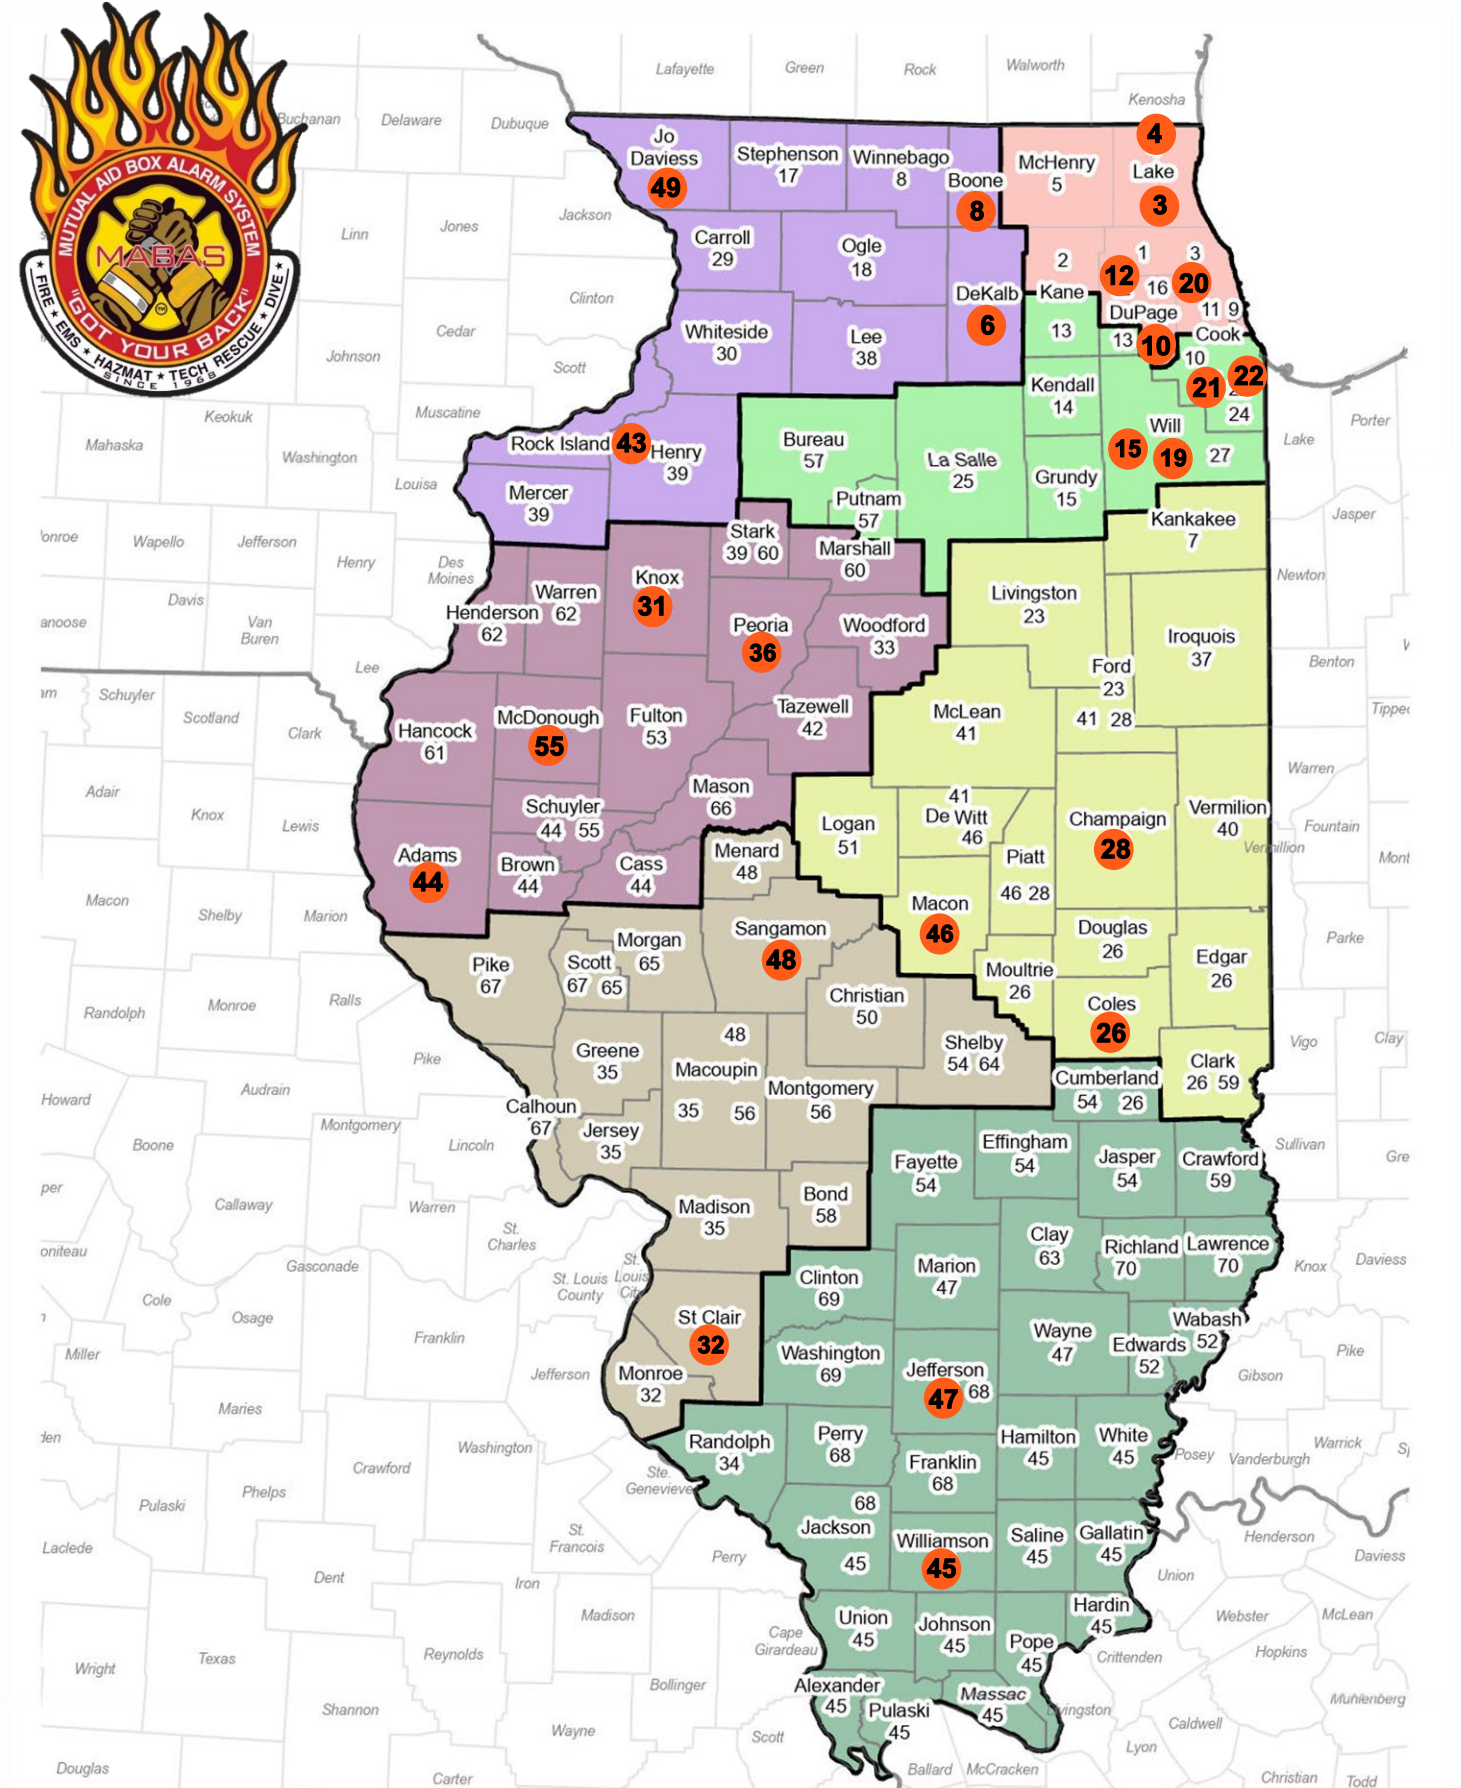 MUTUAL AID BOX ALARM SYSTEM
MABAS
TM
"GOT YOUR BACK"
★ FIRE ★ EMS ★ HAZMAT ★ TECH RESCUE ★ DIVE ★
SINCE 1968
Lafayette
Green
Rock
Walworth
Kenosha
Buchanan
Delaware
Dubuque
Jackson
Jones
Linn
Clinton
Cedar
Johnson
Scott
Muscatine
Keokuk
Mahaska
Washington
Louisa
Wapello
Jefferson
Henry
Des
Moines
Davis
Van
Buren
Lee
Schuyler
Scotland
Clark
Adair
Knox
Lewis
Macon
Shelby
Marion
Randolph
Monroe
Ralls
Pike
Audrain
Howard
Boone
Montgomery
Lincoln
Callaway
Warren
St.
Charles
Gasconade
St. Louis
County
St.
Louis
Cole
Osage
Franklin
Miller
Jefferson
Maries
Washington
Crawford
Ste.
Genevieve
Pulaski
Phelps
St.
Francois
Laclede
Perry
Dent
Iron
Madison
Cape
Girardeau
Wright
Texas
Reynolds
Bollinger
Shannon
Wayne
Scott
Douglas
Carter
Lake
Porter
Jasper
Newton
Benton
Warren
Fountain
Vermillion
Parke
Vigo
Clay
Sullivan
Knox
Daviess
Pike
Gibson
Posey
Vanderburgh
Warrick
Henderson
Daviess
Union
Webster
McLean
Hopkins
Crittenden
Muhlenberg
Caldwell
Lyon
Ballard
McCracken
Christian
Todd
Jo
Daviess
49
Stephenson
17
Winnebago
8
Boone
8
McHenry
5
4
Lake
3
Carroll
29
Ogle
18
DeKalb
6
2
Kane
13
1
3
12
16
20
DuPage
11 9
13
10
Cook
10
21
22
24
Whiteside
30
Lee
38
Kendall
14
Will
15
19
27
Rock Island
43
Henry
39
Mercer
39
Bureau
57
Putnam
57
La Salle
25
Grundy
15
Kankakee
7
Stark
39 60
Marshall
60
Knox
31
Warren
62
Henderson
62
Peoria
36
Woodford
33
Livingston
23
Iroquois
37
Ford
23
41 28
Hancock
61
McDonough
55
Fulton
53
Tazewell
42
McLean
41
Mason
66
Schuyler
44 55
Adams
44
Brown
44
Cass
44
Menard
48
Logan
51
41
De Witt
46
Piatt
46 28
Champaign
28
Vermilion
40
Macon
46
Douglas
26
Edgar
26
Moultrie
26
Coles
26
Clark
26 59
Pike
67
Scott
67 65
Morgan
65
Sangamon
48
Christian
50
Shelby
54 64
Cumberland
54 26
Greene
35
48
Macoupin
35 56
Montgomery
56
Calhoun
67
Jersey
35
Madison
35
Bond
58
Fayette
54
Effingham
54
Jasper
54
Crawford
59
Clay
63
Richland
70
Lawrence
70
Clinton
69
Marion
47
St Clair
32
Monroe
32
Washington
69
Jefferson
47 68
Wayne
47
Edwards
52
Wabash
52
Randolph
34
Perry
68
Franklin
68
Hamilton
45
White
45
68
Jackson
45
Williamson
45
Saline
45
Gallatin
45
Union
45
Johnson
45
Pope
45
Hardin
45
Alexander
45
Pulaski
45
Massac
45